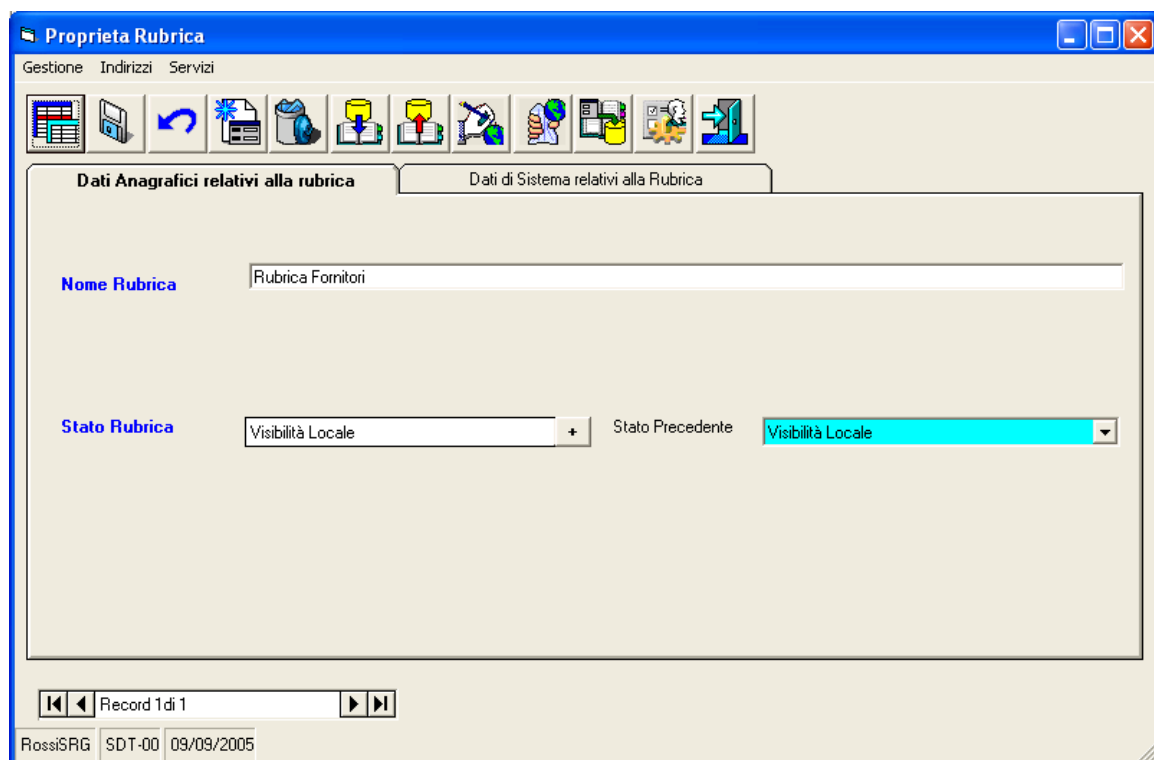 Proprieta Rubrica
Gestione Indirizzi Servizi
Dati Anagrafici relativi alla rubrica Dati di Sistema relativi alla Rubrica
Nome Rubrica Rubrica Fornitori
Stato Rubrica Visibilità Locale + Stato Precedente Visibilità Locale
Record 1di 1
RossiSRG SDT-00 09/09/2005